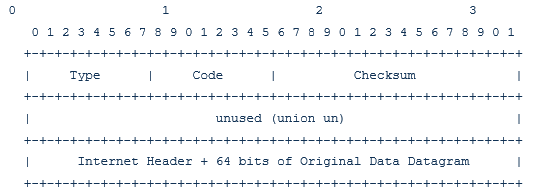 0 1 2 3
0 1 2 3 4 5 6 7 8 9 0 1 2 3 4 5 6 7 8 9 0 1 2 3 4 5 6 7 8 9 0 1
+-+-+-+-+-+-+-+-+-+-+-+-+-+-+-+-+-+-+-+-+-+-+-+-+-+-+-+-+-+-+-+-+
| Type | Code | Checksum |
+-+-+-+-+-+-+-+-+-+-+-+-+-+-+-+-+-+-+-+-+-+-+-+-+-+-+-+-+-+-+-+-+
| unused (union un) |
+-+-+-+-+-+-+-+-+-+-+-+-+-+-+-+-+-+-+-+-+-+-+-+-+-+-+-+-+-+-+-+-+
| Internet Header + 64 bits of Original Data Datagram |
+-+-+-+-+-+-+-+-+-+-+-+-+-+-+-+-+-+-+-+-+-+-+-+-+-+-+-+-+-+-+-+-+